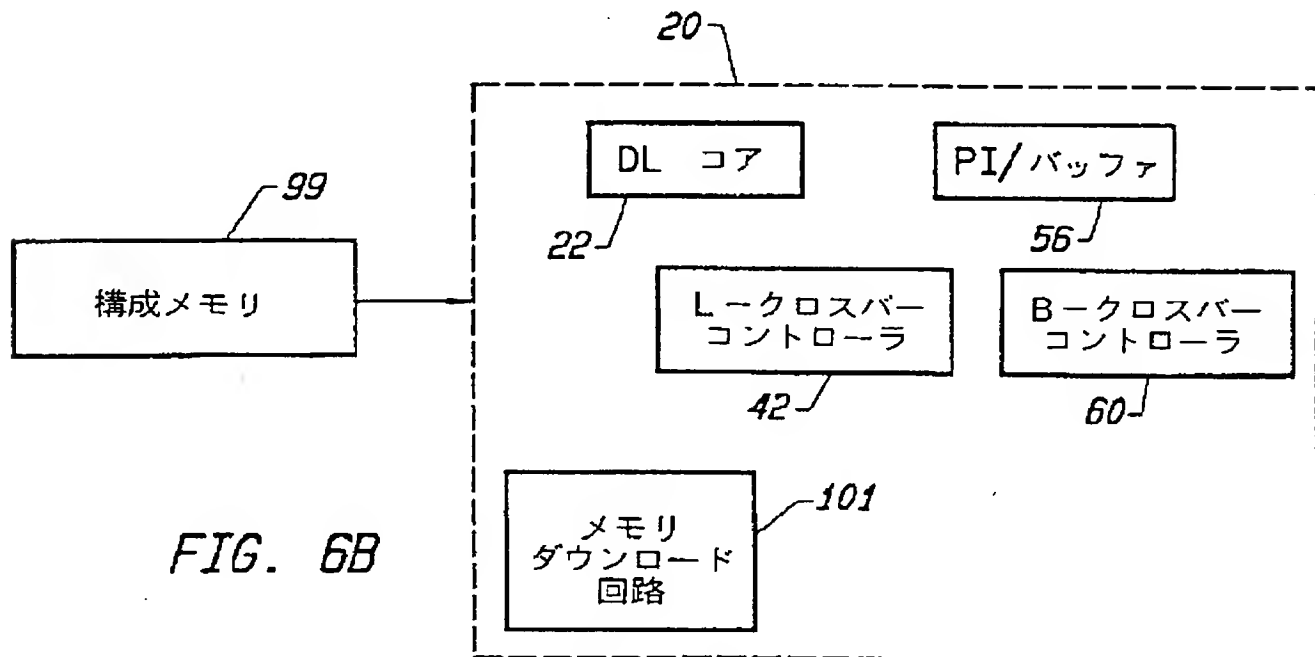 20
DL コア
PI/バッファ
99
22
56
構成メモリ
L-クロスバー
コントローラ
B-クロスバー
コントローラ
42
60
メモリ
ダウンロード
回路
101
FIG. 6B